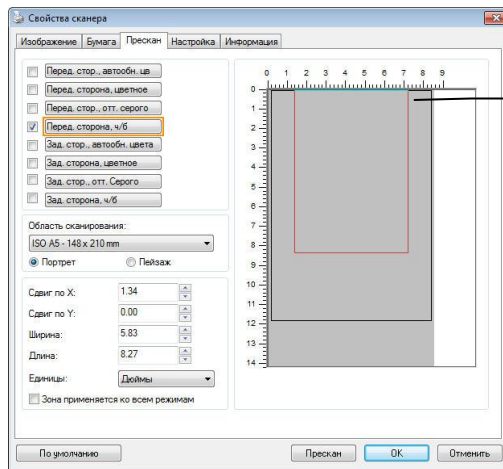 Свойства сканера
Изображение Бумага Прескан Настройка Информация
Перед. стор., автообн. цв
Перед. сторона, цветное
Перед. стор., отт. серого
Перед. сторона, ч/б
Зад. стор., автообн. цвета
Зад. сторона, цветное
Зад. стор., отт. Серого
Зад. сторона, ч/б
Область сканирования:
ISO A5 - 148 x 210 mm
Портрет Пейзаж
Сдвиг по X: 1.34
Сдвиг по Y: 0.00
Ширина: 5.83
Длина: 8.27
Единицы: Дюймы
Зона применяется ко всем режимам
0 1 2 3 4 5 6 7 8 9
0
1
2
3
4
5
6
7
8
9
10
11
12
13
14
По умолчанию Прескан OK Отменить